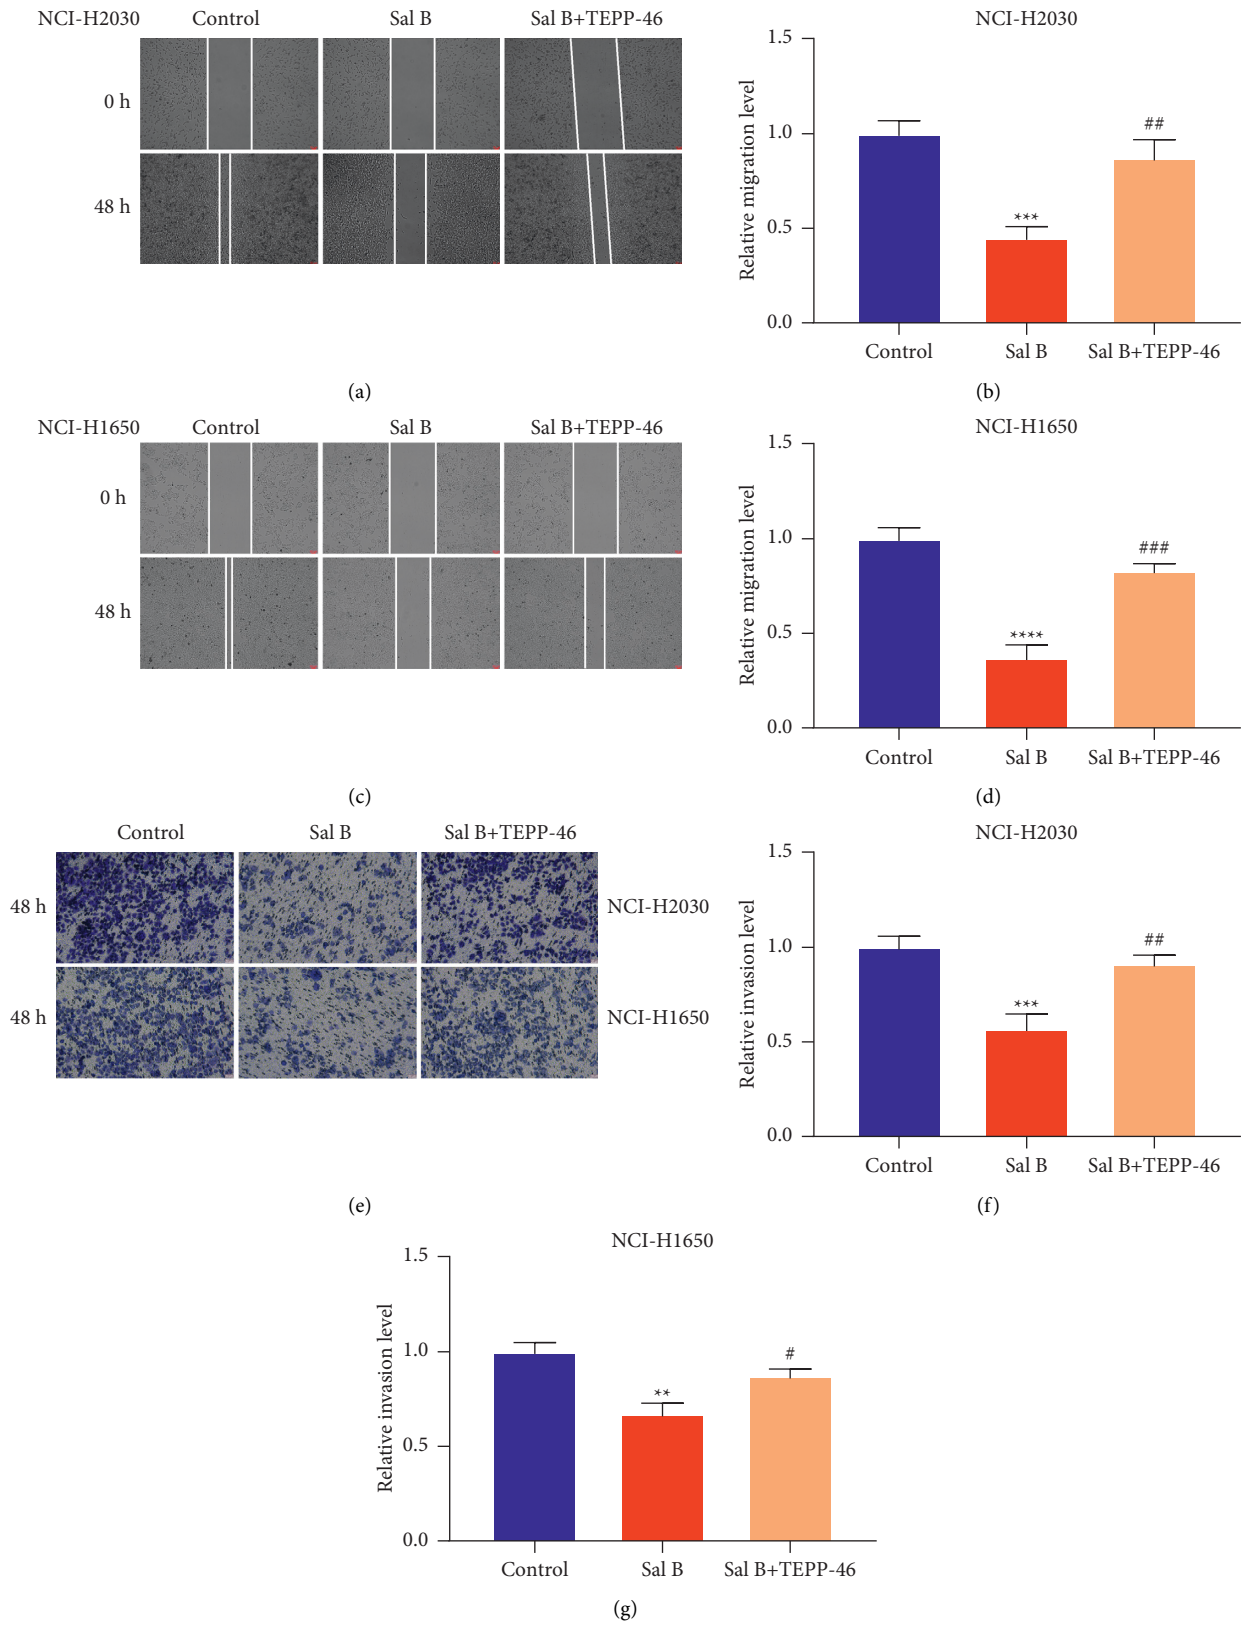 NCI-H2030 Control Sal B Sal B+TEPP-46
0 h
48 h
(a)
NCI-H2030
1.5
1.0
0.5
0.0
Relative migration level
***
##
Control Sal B Sal B+TEPP-46
(b)
NCI-H1650 Control Sal B Sal B+TEPP-46
0 h
48 h
(c)
NCI-H1650
1.5
1.0
0.5
0.0
Relative migration level
****
###
Control Sal B Sal B+TEPP-46
(d)
Control Sal B Sal B+TEPP-46
48 h NCI-H2030
48 h NCI-H1650
(e)
NCI-H2030
1.5
1.0
0.5
0.0
Relative invasion level
***
##
Control Sal B Sal B+TEPP-46
(f)
NCI-H1650
1.5
1.0
0.5
0.0
Relative invasion level
**
#
Control Sal B Sal B+TEPP-46
(g)